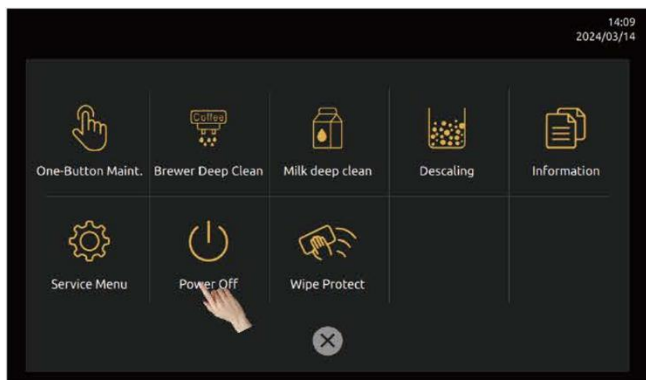 14:09
2024/03/14
Coffee
One-Button Maint.
Brewer Deep Clean
Milk deep clean
Descaling
Information
Service Menu
Power Off
Wipe Protect